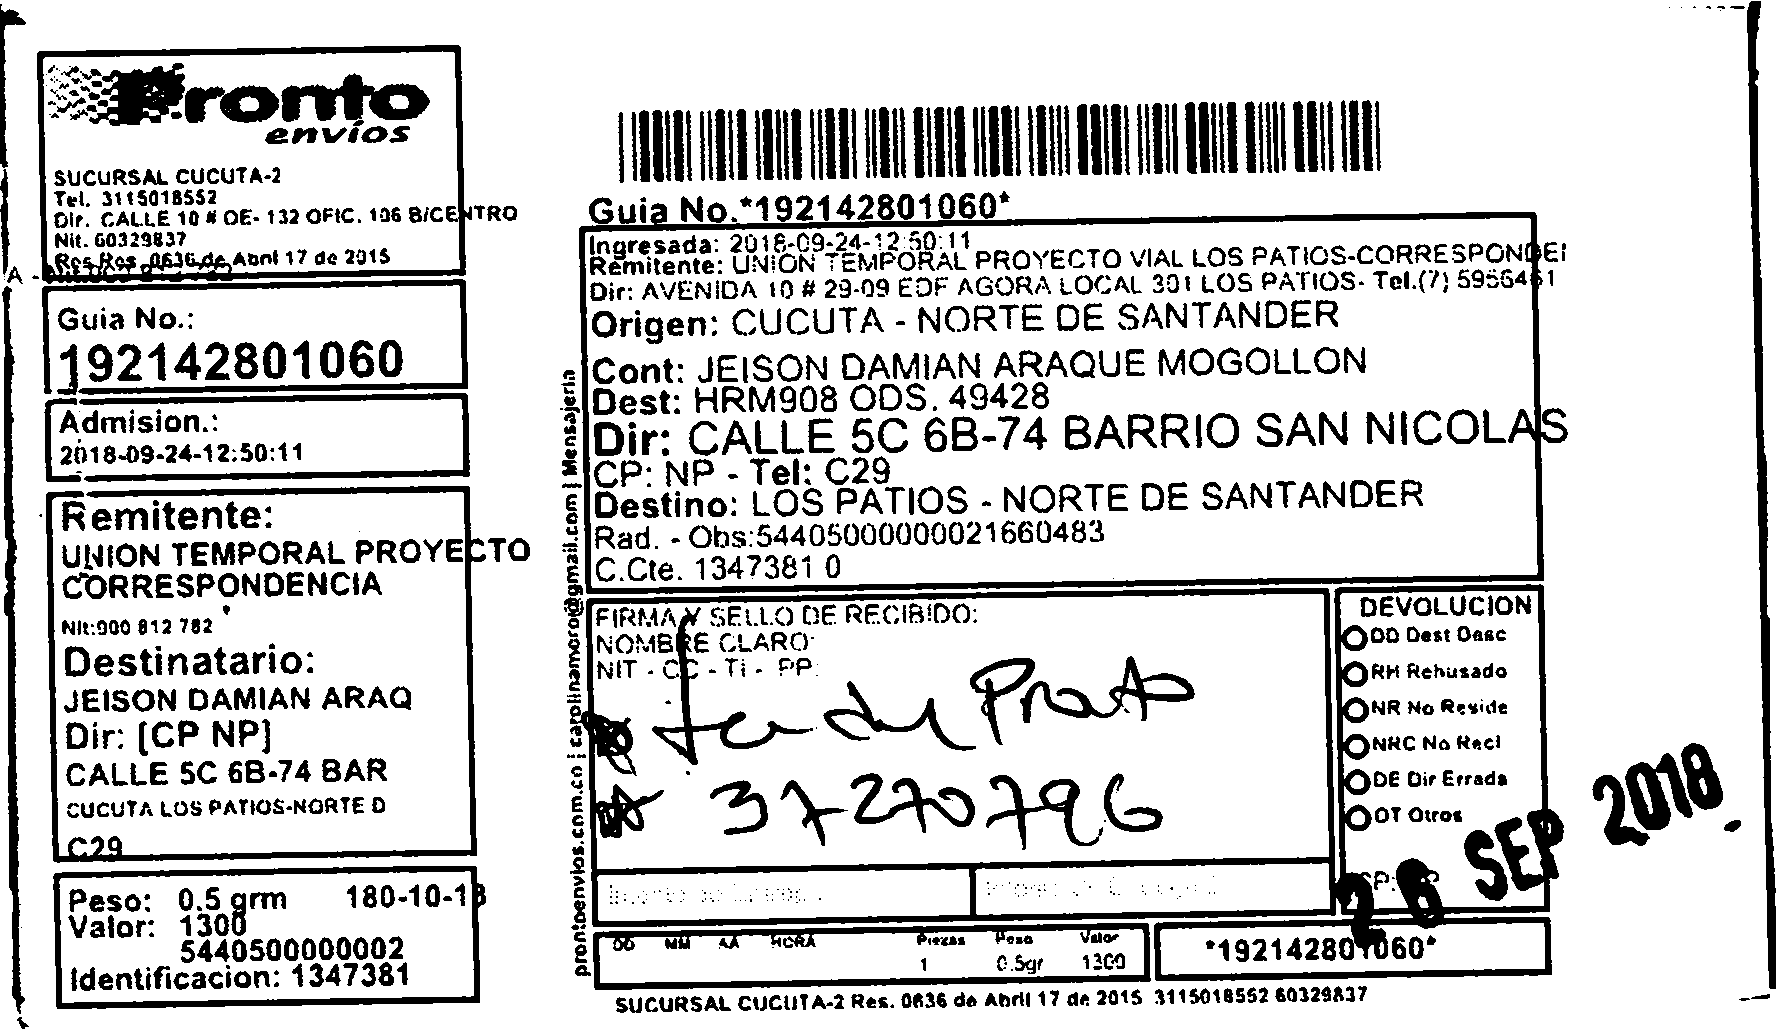 Pronto
envíos
SUCURSAL CUCUTA-2
Tel. 3115018552
Dir. CALLE 10 # OE- 132 OFIC. 106 B/CENTRO
Nit. 60329837
Res Res. 0636 de Abril 17 de 2015
Guia No.:
192142801060
Admision.:
2018-09-24-12:50:11
Remitente:
UNION TEMPORAL PROYECTO
CORRESPONDENCIA
Nit:900 812 782
Destinatario:
JEISON DAMIAN ARAQ
Dir: [CP NP]
CALLE 5C 6B-74 BAR
CUCUTA LOS PATIOS-NORTE D
C29
Peso: 0.5 grm 180-10-18
Valor: 1300
5440500000002
Identificacion: 1347381
prontoenvios.com.co | carolinamoro@gmail.com | Mensajeria
Guia No.*192142801060*
Ingresada: 2018-09-24-12:50:11
Remitente: UNION TEMPORAL PROYECTO VIAL LOS PATIOS-CORRESPONDEI
Dir: AVENIDA 10 # 29-09 EDF AGORA LOCAL 301 LOS PATIOS- Tel.(7) 5956461
Origen: CUCUTA - NORTE DE SANTANDER
Cont: JEISON DAMIAN ARAQUE MOGOLLON
Dest: HRM908 ODS. 49428
Dir: CALLE 5C 6B-74 BARRIO SAN NICOLAS
CP: NP - Tel: C29
Destino: LOS PATIOS - NORTE DE SANTANDER
Rad. - Obs:54405000000021660483
C.Cte. 1347381 0
FIRMA Y SELLO DE RECIBIDO:
NOMBRE CLARO:
NIT - CC - TI - PP:
37270796
DEVOLUCION
DD Dest Desc
RH Rehusado
NR No Reside
NRC No Recl
DE Dir Errada
OT Otros
26 SEP 2018
DD MM AA HORA Piezas Peso Valor
1 0.5gr 1300
*192142801060*
SUCURSAL CUCUTA-2 Res. 0636 de Abril 17 de 2015 3115018552 60329837